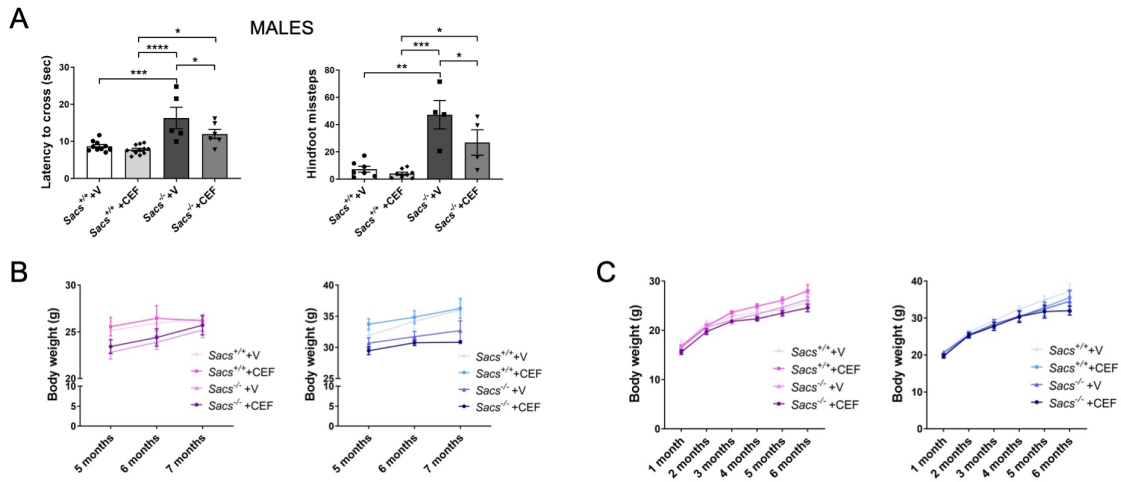 A
MALES
Latency to cross (sec)
30
20
10
0
***
****
*
*
Sacs+/+ +V
Sacs+/+ +CEF
Sacs-/- +V
Sacs-/- +CEF
Hindfoot missteps
80
60
40
20
0
**
***
*
*
Sacs+/+ +V
Sacs+/+ +CEF
Sacs-/- +V
Sacs-/- +CEF
B
Body weight (g)
30
25
20
10
5
0
5 months
6 months
7 months
Sacs+/++V
Sacs+/++CEF
Sacs-/- +V
Sacs-/- +CEF
Body weight (g)
40
35
30
25
10
5
0
5 months
6 months
7 months
Sacs+/++V
Sacs+/++CEF
Sacs-/- +V
Sacs-/- +CEF
C
Body weight (g)
30
20
10
0
1 month
2 months
3 months
4 months
5 months
6 months
Sacs+/++V
Sacs+/++CEF
Sacs-/- +V
Sacs-/- +CEF
Body weight (g)
40
30
20
10
0
1 month
2 months
3 months
4 months
5 months
6 months
Sacs+/++V
Sacs+/++CEF
Sacs-/- +V
Sacs-/- +CEF